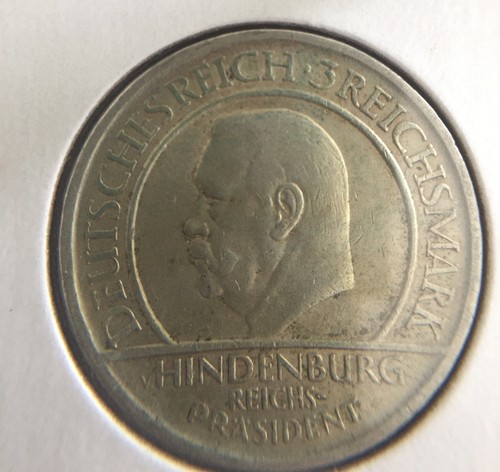 DEUTSCHES REICH · 3 REICHSMARK
v. HINDENBURG
REICHS-
PRÄSIDENT